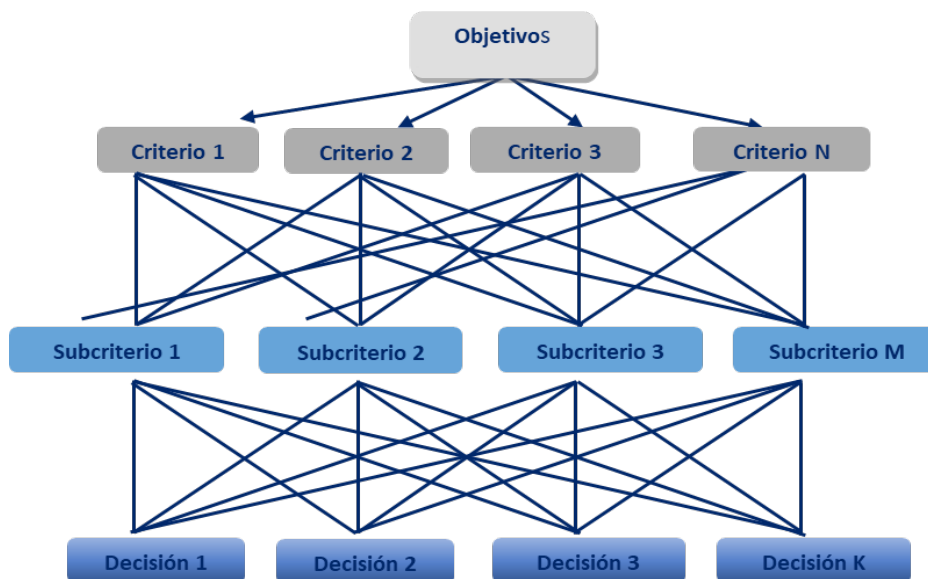 Objetivos
Criterio 1
Criterio 2
Criterio 3
Criterio N
Subcriterio 1
Subcriterio 2
Subcriterio 3
Subcriterio M
Decisión 1
Decisión 2
Decisión 3
Decisión K